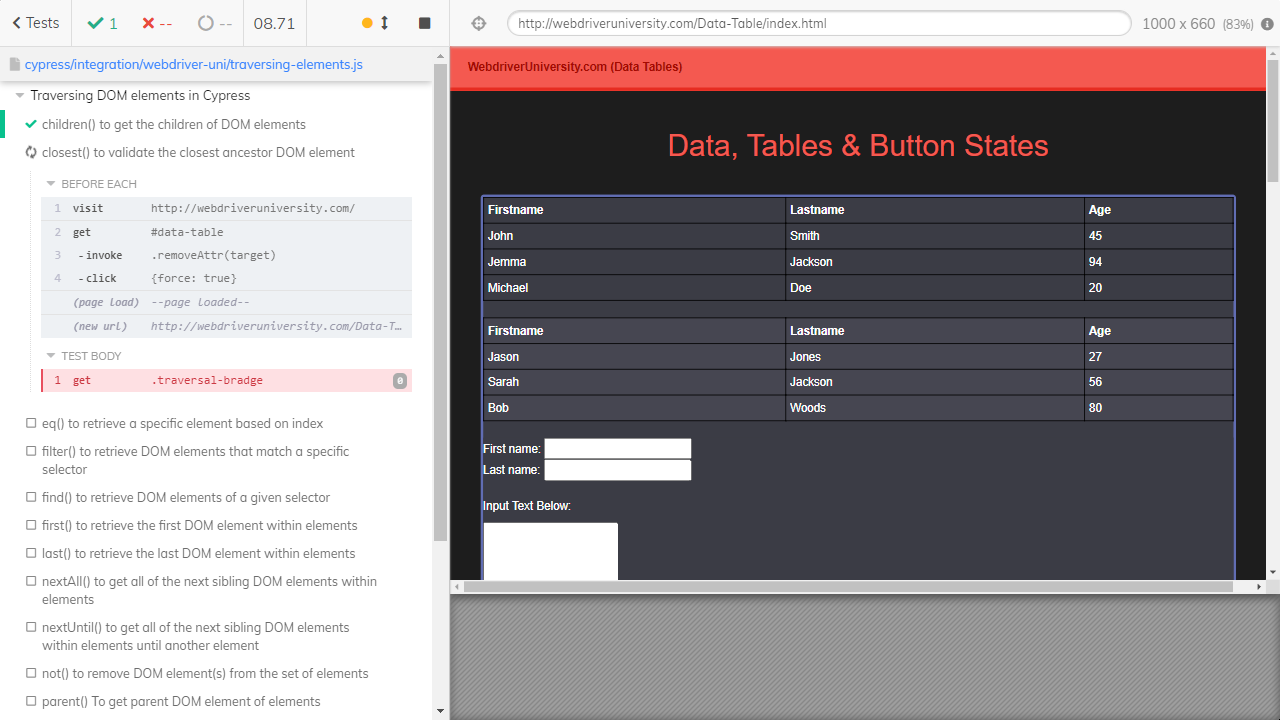 Tests
1
--
--
08.71
cypress/integration/webdriver-uni/traversing-elements.js
Traversing DOM elements in Cypress
children() to get the children of DOM elements
closest() to validate the closest ancestor DOM element
BEFORE EACH
1 visit http://webdriveruniversity.com/
2 get #data-table
3 -invoke .removeAttr(target)
4 -click {force: true}
(page load) --page loaded--
(new url) http://webdriveruniversity.com/Data-T…
TEST BODY
1 get .traversal-bradge 0
eq() to retrieve a specific element based on index
filter() to retrieve DOM elements that match a specific
selector
find() to retrieve DOM elements of a given selector
first() to retrieve the first DOM element within elements
last() to retrieve the last DOM element within elements
nextAll() to get all of the next sibling DOM elements within
elements
nextUntil() to get all of the next sibling DOM elements
within elements until another element
not() to remove DOM element(s) from the set of elements
parent() To get parent DOM element of elements
http://webdriveruniversity.com/Data-Table/index.html
1000 x 660 (83%)
WebdriverUniversity.com (Data Tables)
Data, Tables & Button States
Firstname Lastname Age
John Smith 45
Jemma Jackson 94
Michael Doe 20
Firstname Lastname Age
Jason Jones 27
Sarah Jackson 56
Bob Woods 80
First name:
Last name:
Input Text Below: